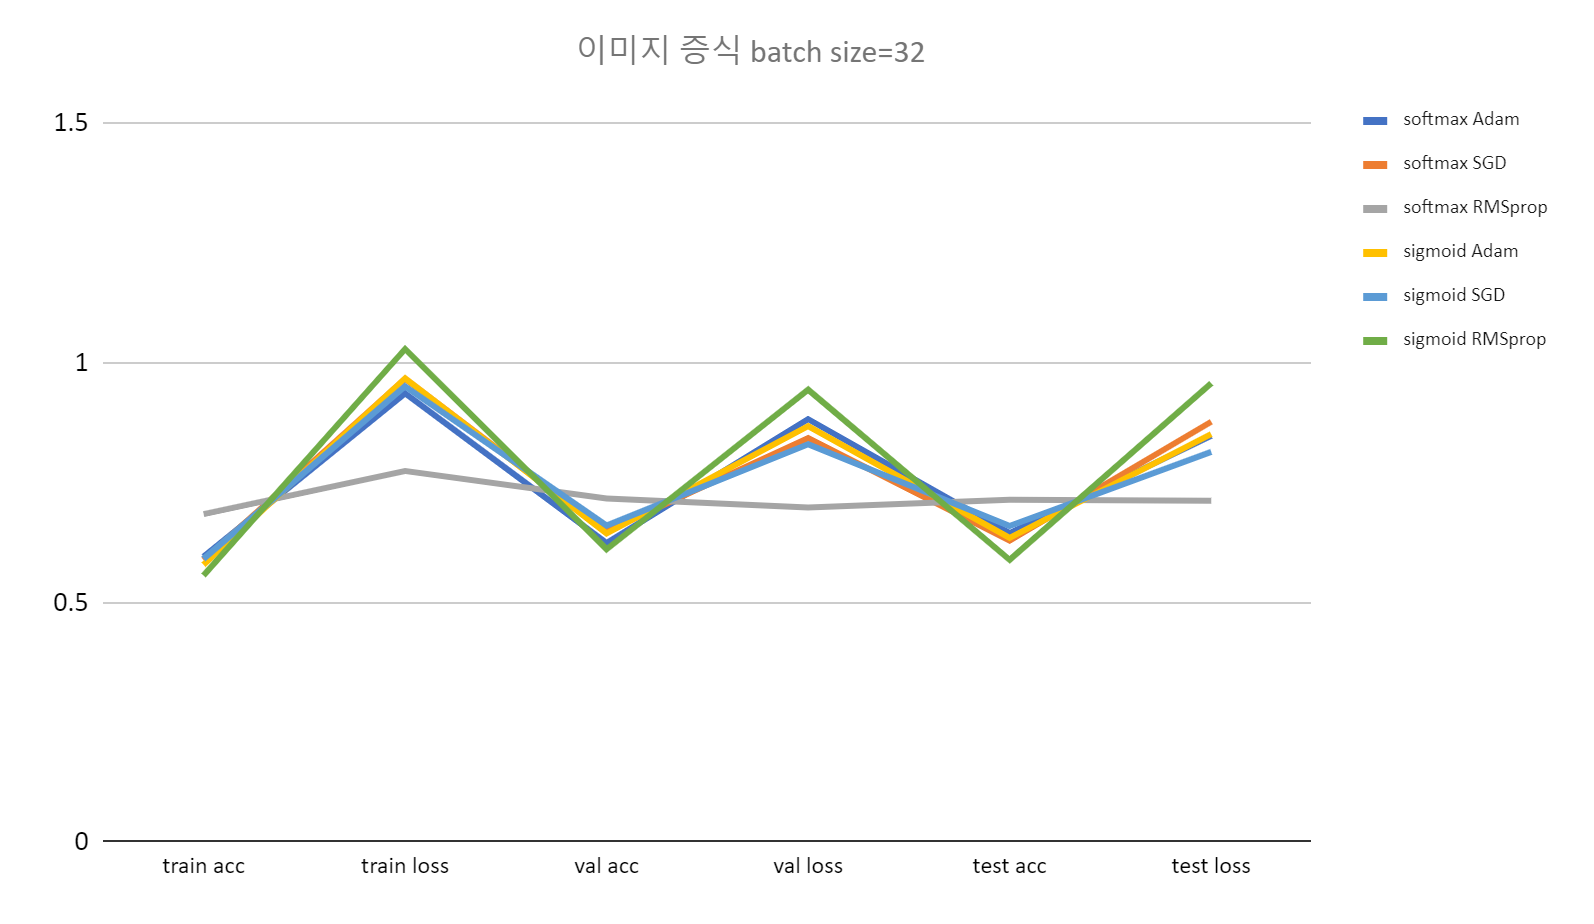 이미지 증식 batch size=32
1.5
1
0.5
0
train acc
train loss
val acc
val loss
test acc
test loss
softmax Adam
softmax SGD
softmax RMSprop
sigmoid Adam
sigmoid SGD
sigmoid RMSprop